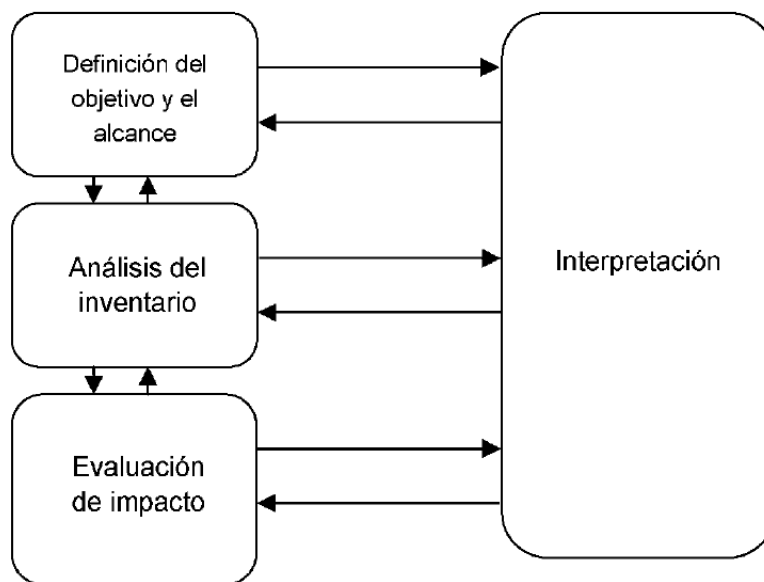 Definición del
objetivo y el
alcance
Análisis del
inventario
Interpretación
Evaluación
de impacto